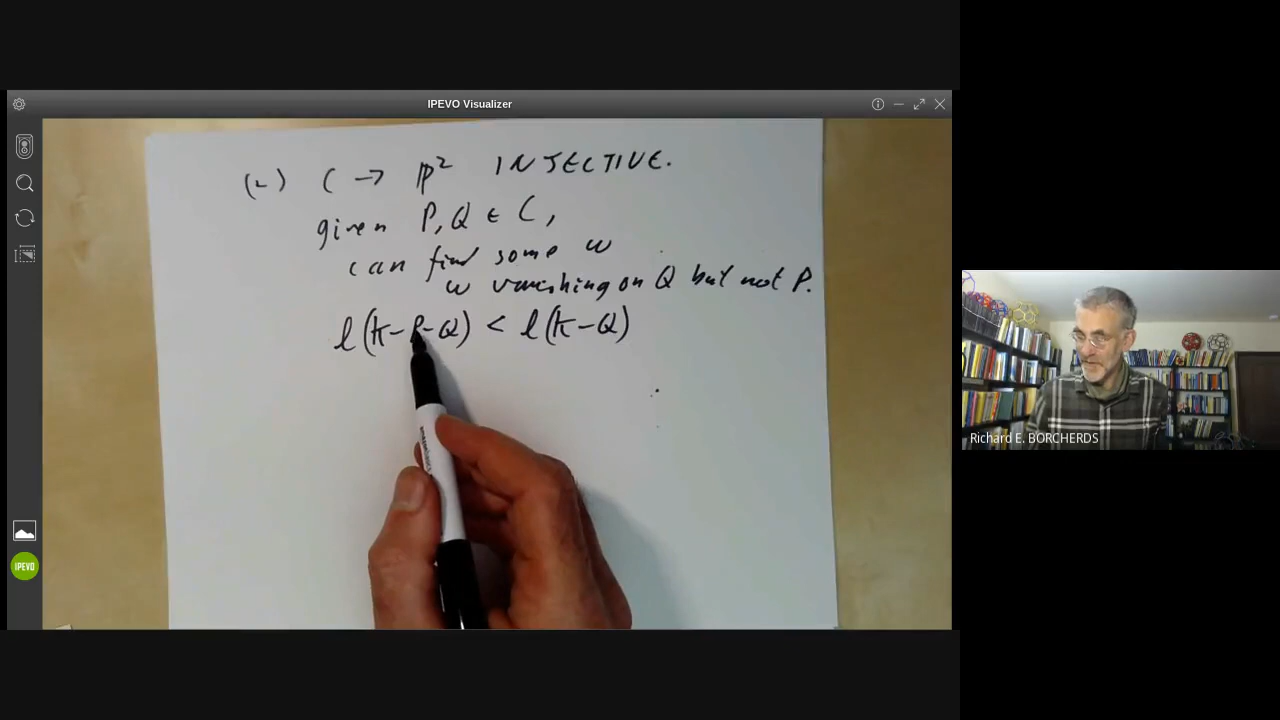 IPEVO Visualizer
(2) C → ℙ² INJECTIVE.
given P, Q ∈ C,
can find some ω
ω vanishing on Q but not P.
l(K-P-Q) < l(K-Q)
IPEVO
Richard E. BORCHERDS